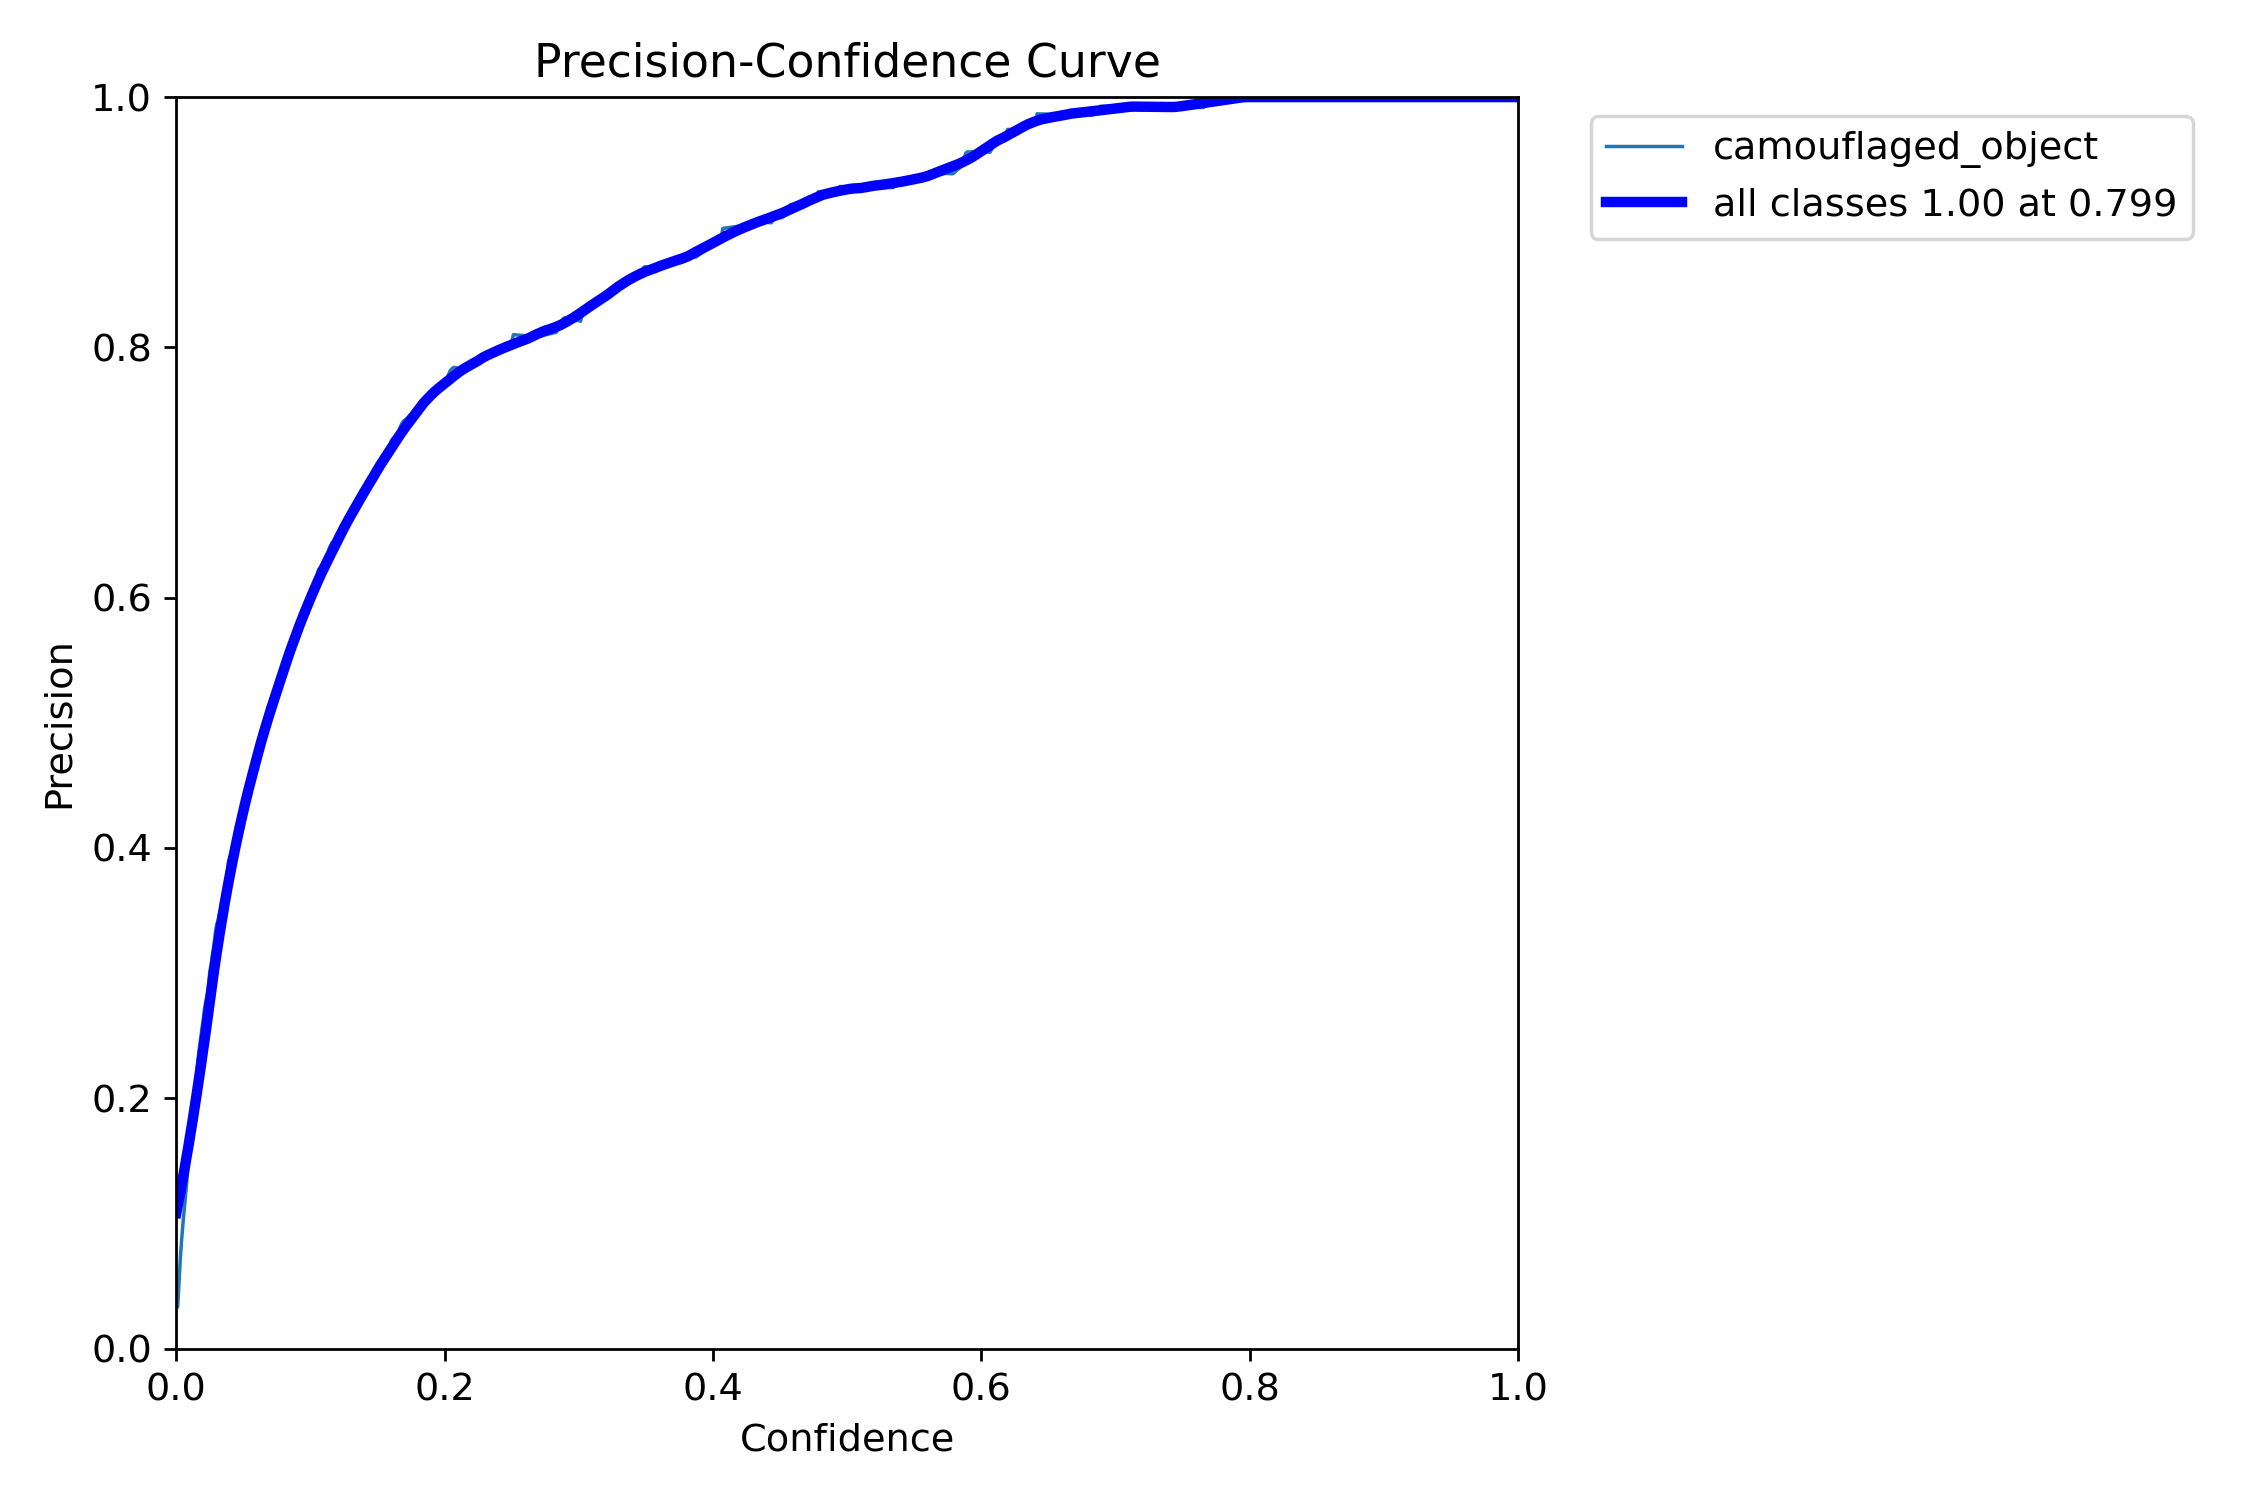 Precision-Confidence Curve
1.0
0.8
0.6
0.4
0.2
0.0
Precision
0.0 0.2 0.4 0.6 0.8 1.0
Confidence
camouflaged_object
all classes 1.00 at 0.799